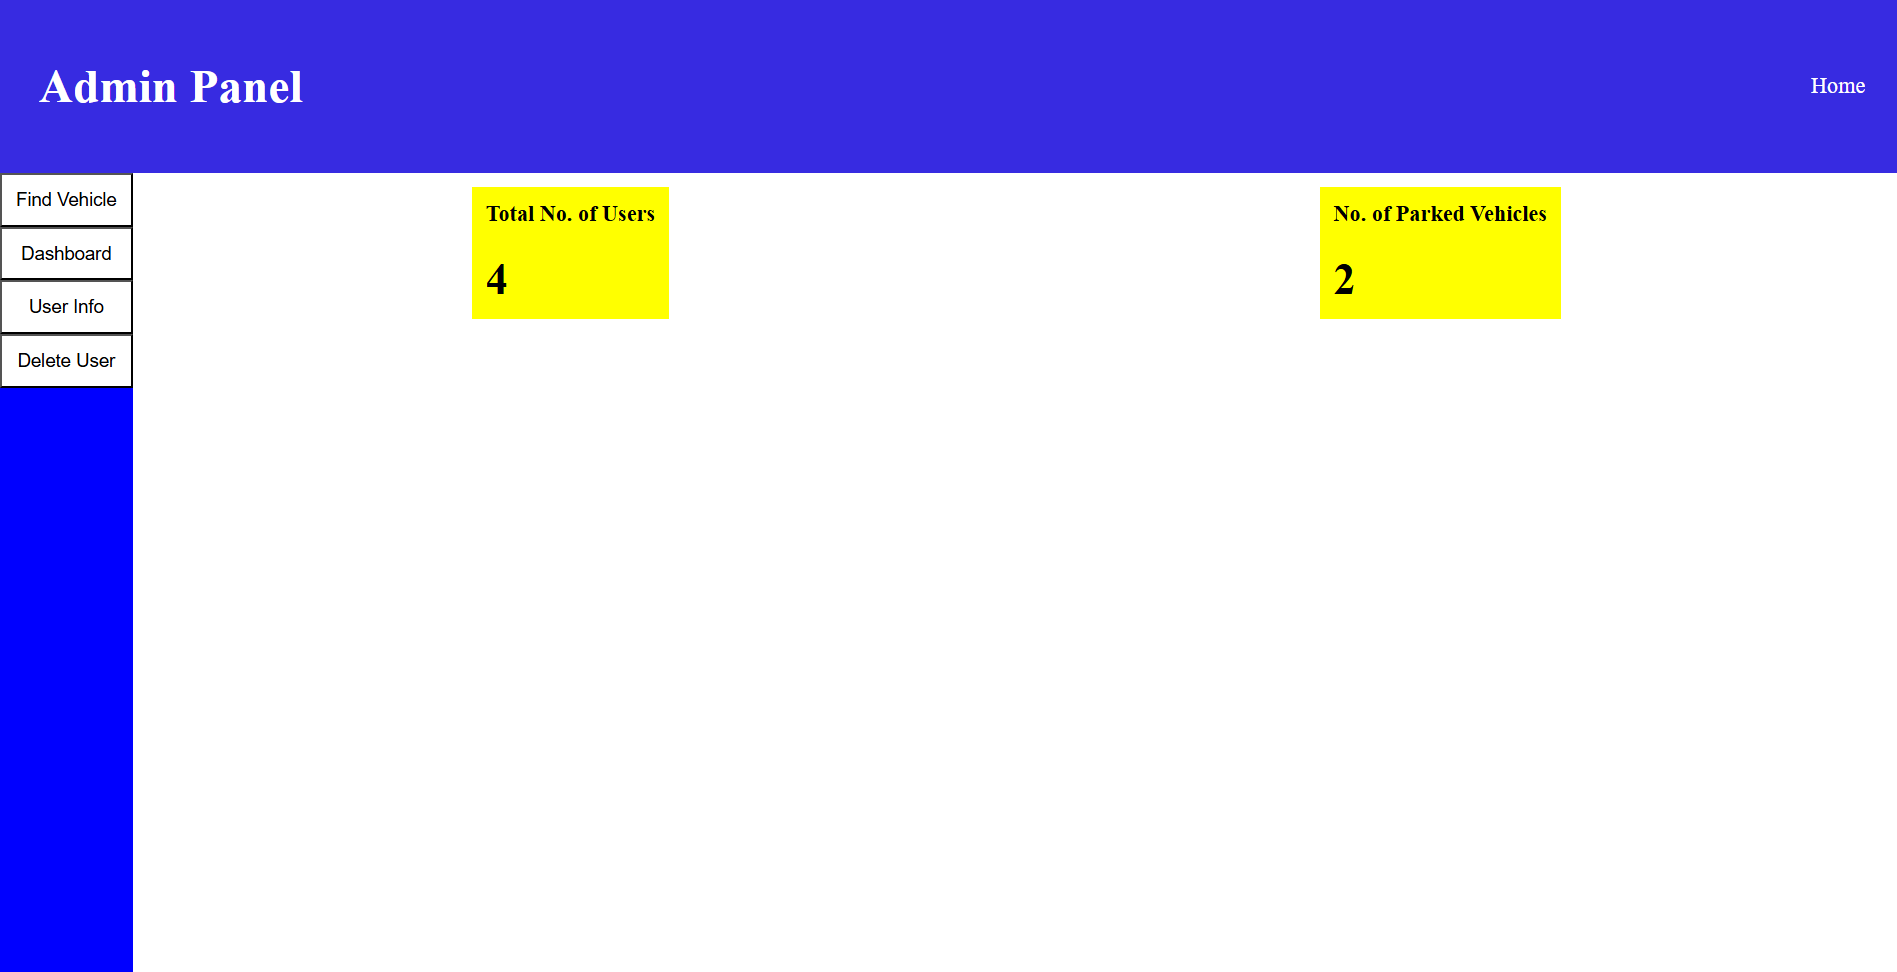 Admin Panel
Home
Find Vehicle
Dashboard
User Info
Delete User
Total No. of Users
4
No. of Parked Vehicles
2